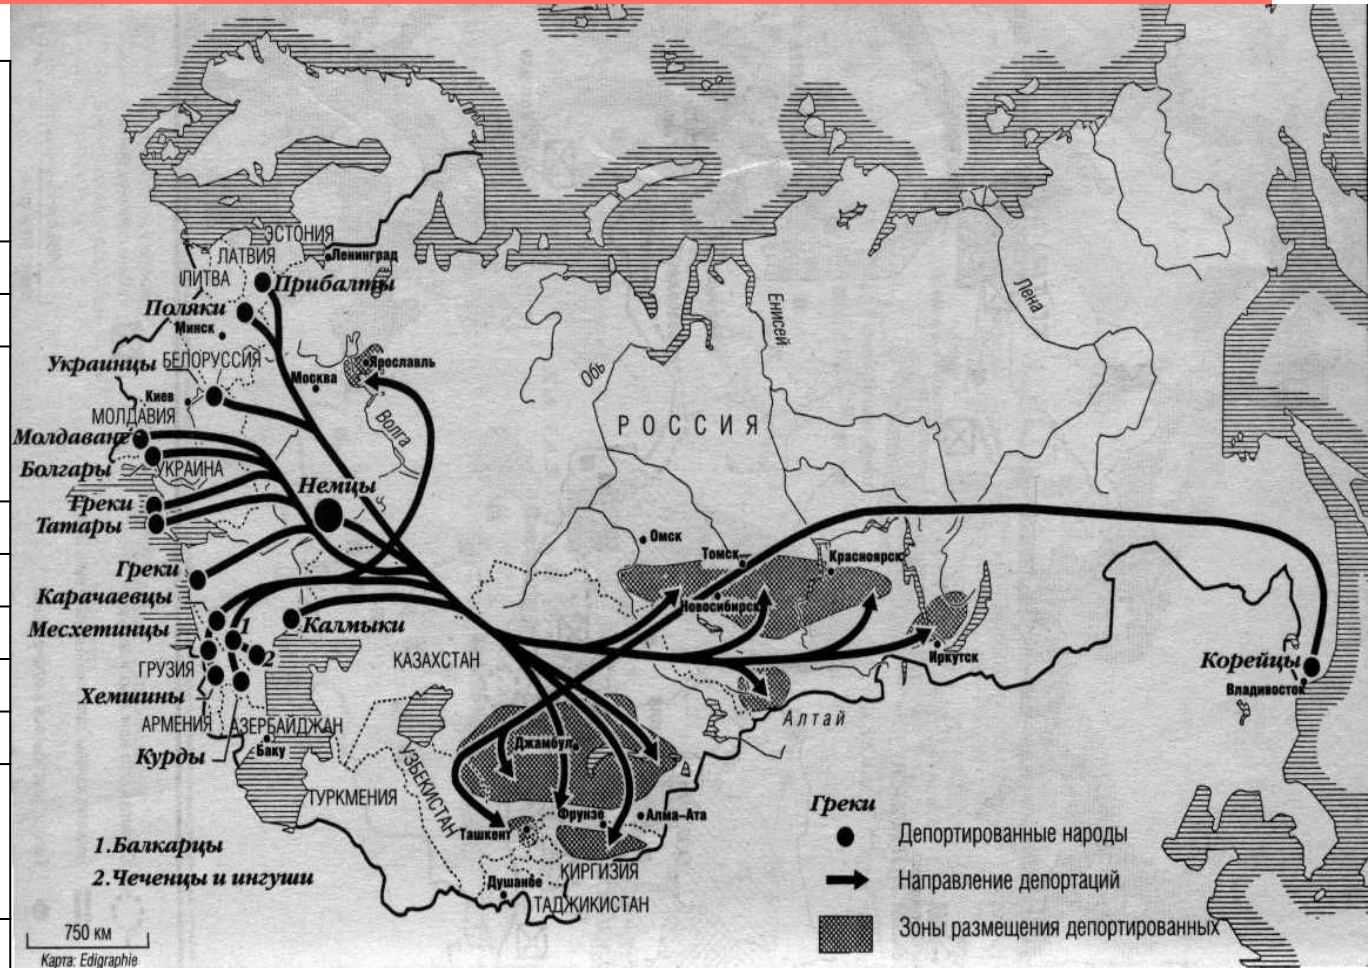 ЭСТОНИЯ
ЛАТВИЯ
Ленинград
ЛИТВА
Прибалты
Поляки
Минск
Украинцы
БЕЛОРУССИЯ
Ярославль
Москва
Киев
МОЛДАВИЯ
Волга
Молдаване
Болгары
УКРАИНА
Немцы
Греки
Татары
Греки
Карачаевцы
Месхетинцы
1
2
Калмыки
ГРУЗИЯ
Хемшины
АРМЕНИЯ
АЗЕРБАЙДЖАН
Баку
Курды
КАЗАХСТАН
УЗБЕКИСТАН
ТУРКМЕНИЯ
Обь
Енисей
Лена
РОССИЯ
Омск
Томск
Красноярск
Новосибирск
Иркутск
Алтай
Корейцы
Владивосток
Джамбул
Фрунзе
Алма-Ата
Ташкент
КИРГИЗИЯ
Душанбе
ТАДЖИКИСТАН
1.Балкарцы
2.Чеченцы и ингуши
750 км
Карта: Edigraphie
Греки
Депортированные народы
Направление депортаций
Зоны размещения депортированных